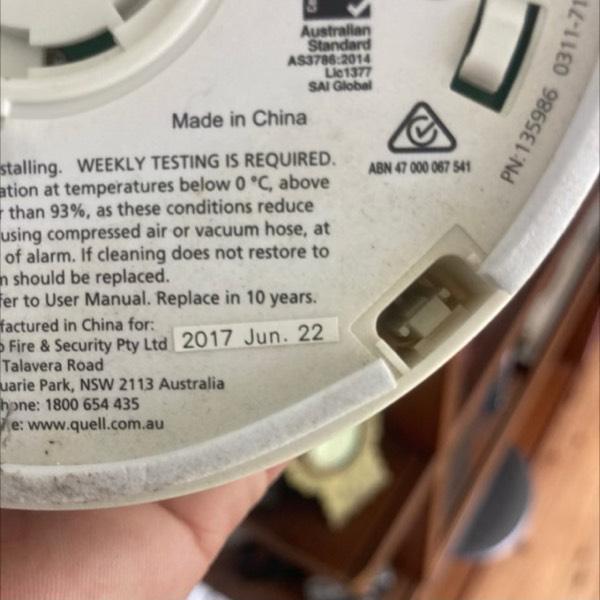 Australian
Standard
AS3786:2014
Lic1377
SAI Global
Made in China
ABN 47 000 067 541
PN:135986 0311-71
stalling. WEEKLY TESTING IS REQUIRED.
ation at temperatures below 0 °C, above
r than 93%, as these conditions reduce
using compressed air or vacuum hose, at
of alarm. If cleaning does not restore to
m should be replaced.
fer to User Manual. Replace in 10 years.
factured in China for:
o Fire & Security Pty Ltd 2017 Jun. 22
Talavera Road
uarie Park, NSW 2113 Australia
hone: 1800 654 435
e: www.quell.com.au